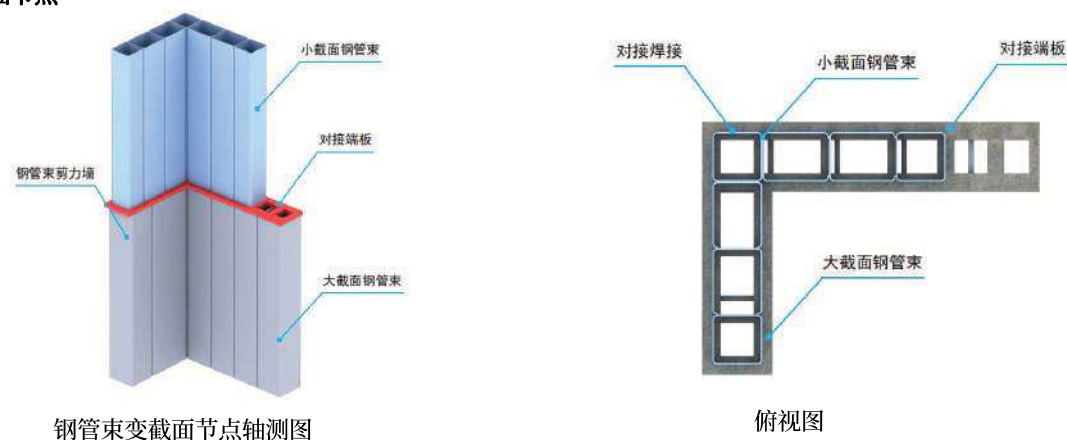 小截面钢管束
对接端板
钢管束剪力墙
大截面钢管束
钢管束变截面节点轴测图
对接焊接
小截面钢管束
对接端板
大截面钢管束
俯视图